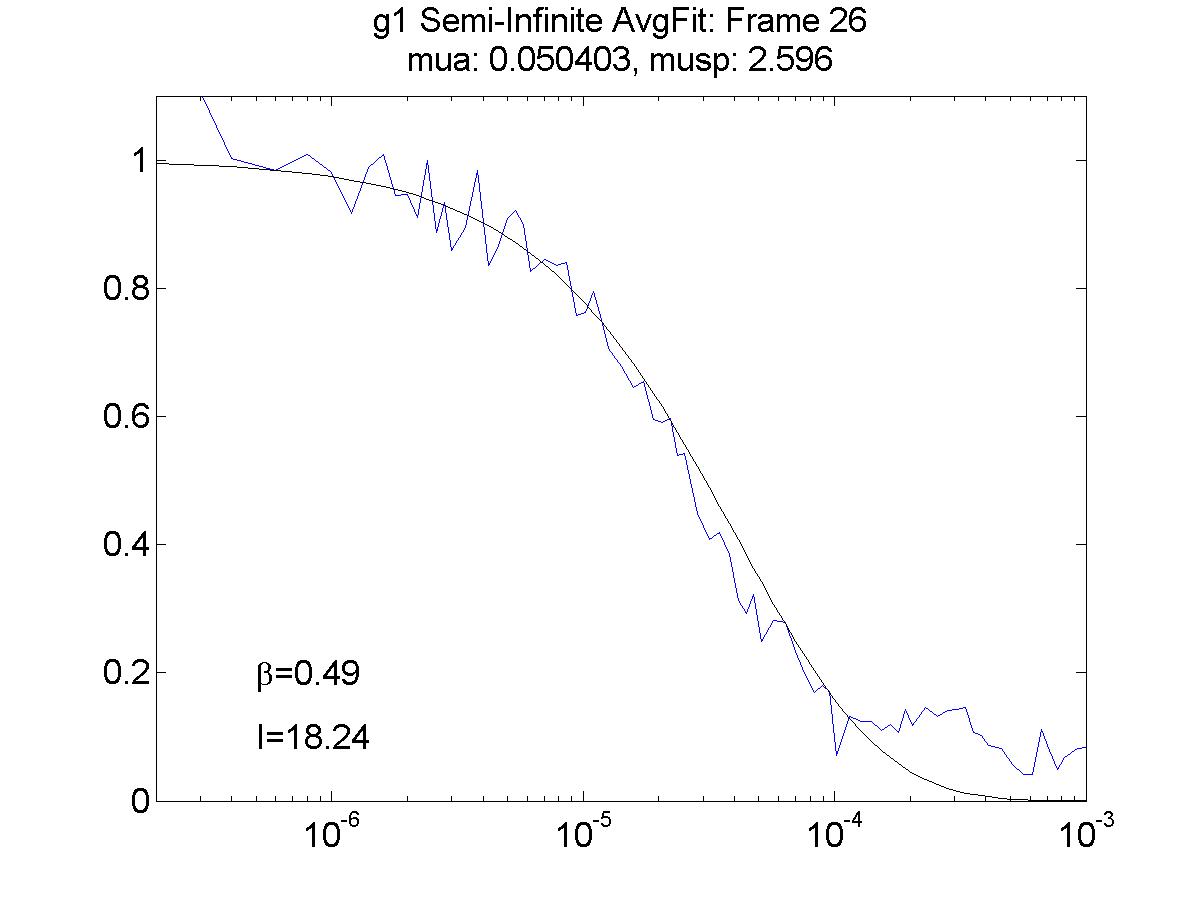 g1 Semi-Infinite AvgFit: Frame 26
mua: 0.050403, musp: 2.596
1
0.8
0.6
0.4
0.2
0
β=0.49
I=18.24
10^-6
10^-5
10^-4
10^-3